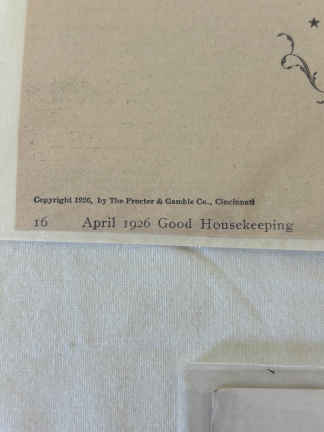 Copyright 1926, by The Procter & Gamble Co., Cincinnati
16 April 1926 Good Housekeeping